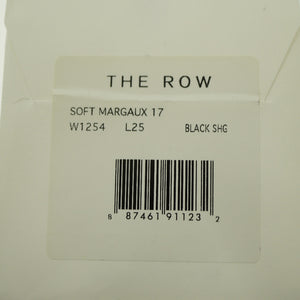 THE ROW
SOFT MARGAUX 17
W1254 L25 BLACK SHG
8 87461 91123 2